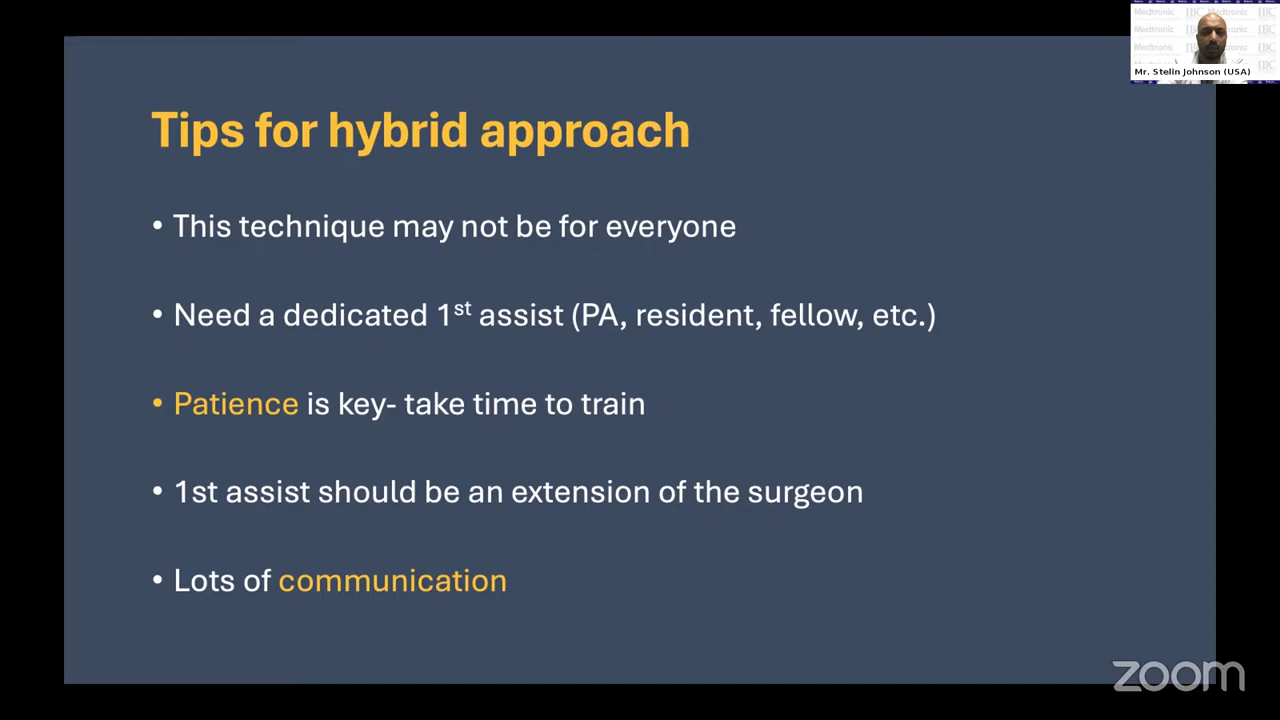 Medtronic IBC Medtronic IBC
Mr. Stelin Johnson (USA)
Tips for hybrid approach
• This technique may not be for everyone
• Need a dedicated 1st assist (PA, resident, fellow, etc.)
• Patience is key- take time to train
• 1st assist should be an extension of the surgeon
• Lots of communication
zoom